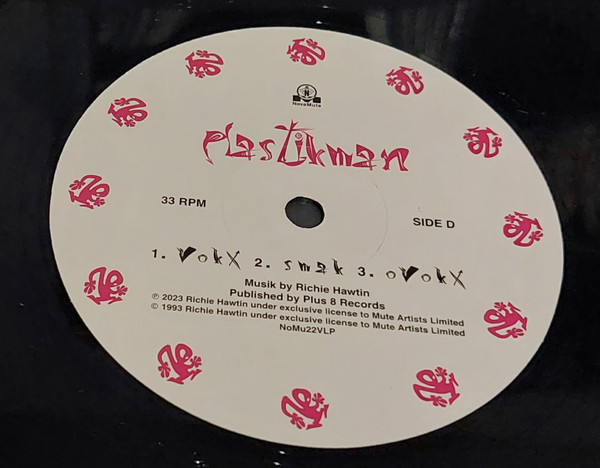 NovaMute
plastikman
33 RPM
SIDE D
1. VokX 2. smak 3. oVokX
Musik by Richie Hawtin
Published by Plus 8 Records
℗ 2023 Richie Hawtin under exclusive license to Mute Artists Limited
© 1993 Richie Hawtin under exclusive license to Mute Artists Limited
NoMu22VLP